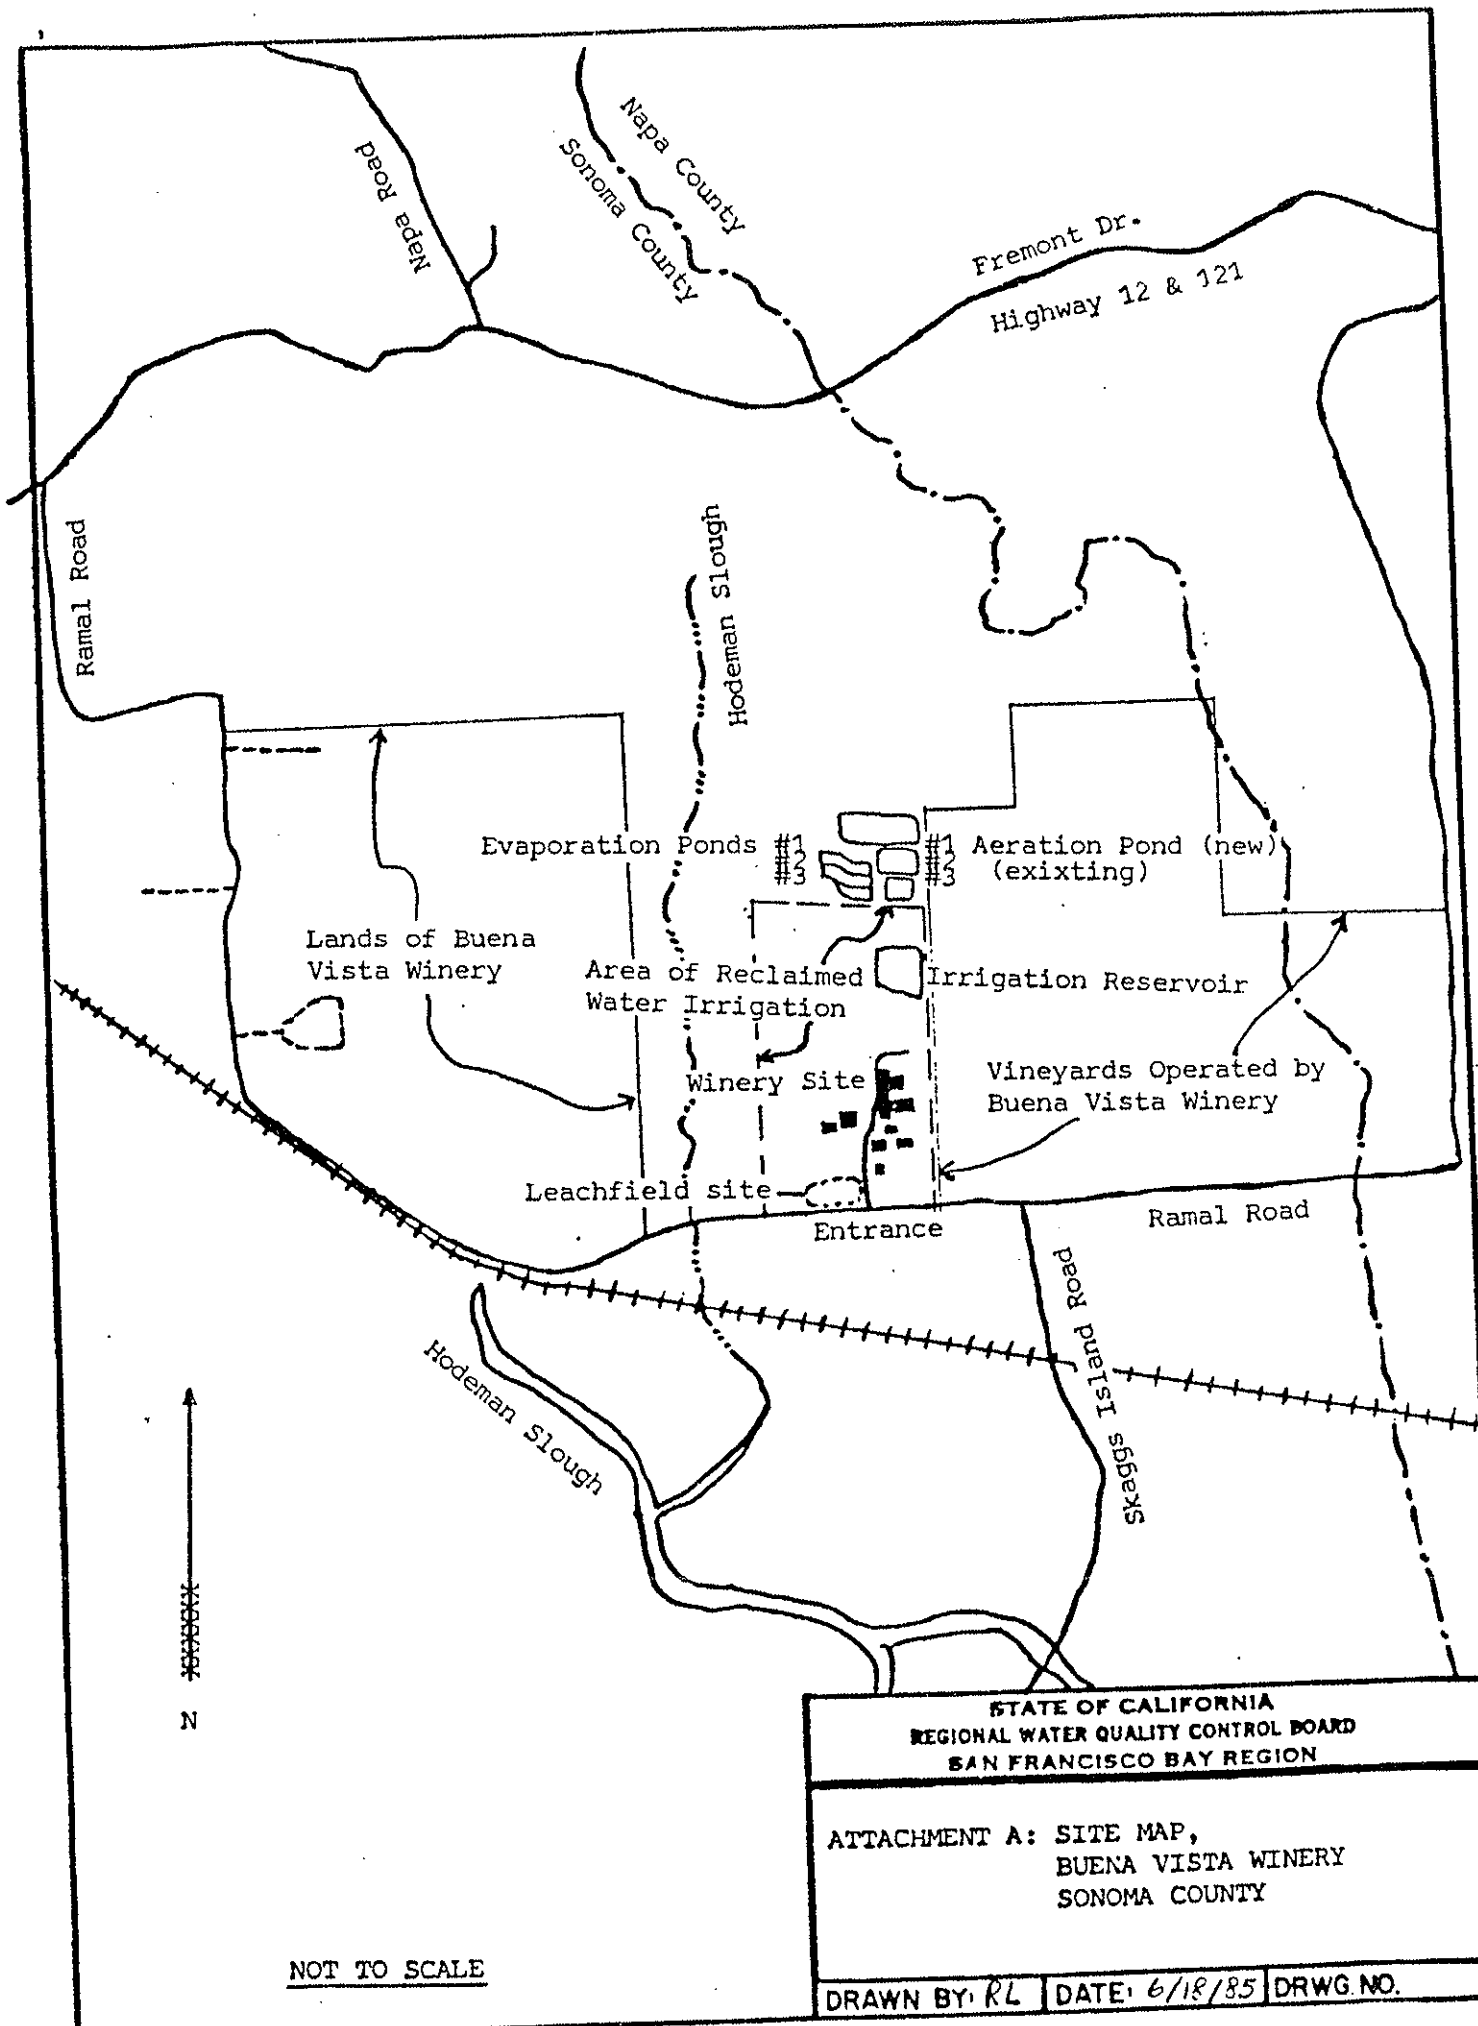 Napa Road
Napa County
Sonoma County
Fremont Dr.
Highway 12 & 121
Ramal Road
Hodeman Slough
Evaporation Ponds #1
#2
#3
#1 Aeration Pond (new)
#2
#3 (exixting)
Lands of Buena
Vista Winery
Area of Reclaimed
Water Irrigation
Irrigation Reservoir
Winery Site
Vineyards Operated by
Buena Vista Winery
Leachfield site
Entrance
Ramal Road
Skaggs Island Road
Hodeman Slough
N
NOT TO SCALE
STATE OF CALIFORNIA
REGIONAL WATER QUALITY CONTROL BOARD
SAN FRANCISCO BAY REGION
ATTACHMENT A: SITE MAP,
BUENA VISTA WINERY
SONOMA COUNTY
DRAWN BY: RL DATE: 6/18/85 DRWG. NO.